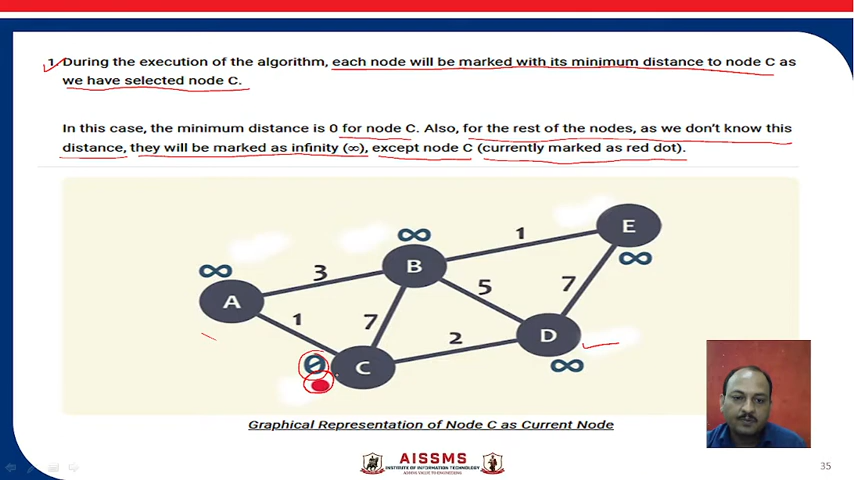 1. During the execution of the algorithm, each node will be marked with its minimum distance to node C as
we have selected node C.
In this case, the minimum distance is 0 for node C. Also, for the rest of the nodes, as we don't know this
distance, they will be marked as infinity (∞), except node C (currently marked as red dot).
∞
1
E
∞
3
B
5
7
∞
A
1
7
2
D
0
C
∞
Graphical Representation of Node C as Current Node
AISSMS
INSTITUTE OF INFORMATION TECHNOLOGY
ADDING VALUE TO ENGINEERING
35